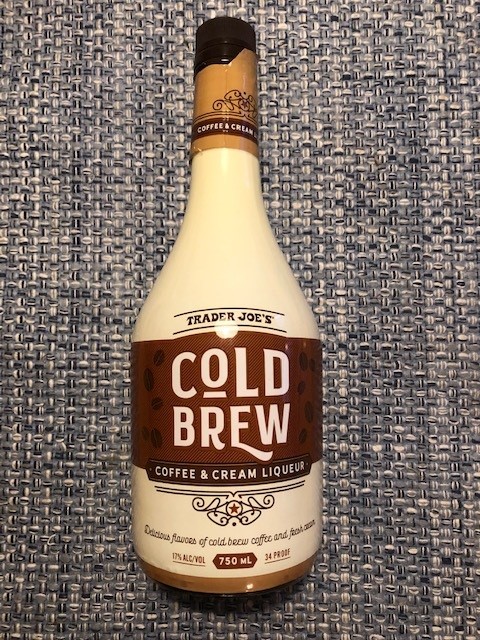 COFFEE & CREAM
TRADER JOE'S
COLD
BREW
COFFEE & CREAM LIQUEUR
Delicious flavors of cold brew coffee and fresh cream
17% ALC/VOL 750 mL 34 PROOF